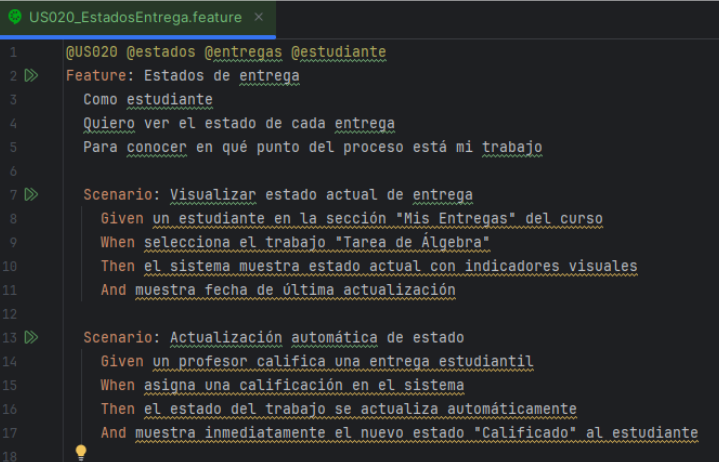 US020_EstadosEntrega.feature ×
1 @US020 @estados @entregas @estudiante
2 Feature: Estados de entrega
3 Como estudiante
4 Quiero ver el estado de cada entrega
5 Para conocer en qué punto del proceso está mi trabajo
6
7 Scenario: Visualizar estado actual de entrega
8 Given un estudiante en la sección "Mis Entregas" del curso
9 When selecciona el trabajo "Tarea de Álgebra"
10 Then el sistema muestra estado actual con indicadores visuales
11 And muestra fecha de última actualización
12
13 Scenario: Actualización automática de estado
14 Given un profesor califica una entrega estudiantil
15 When asigna una calificación en el sistema
16 Then el estado del trabajo se actualiza automáticamente
17 And muestra inmediatamente el nuevo estado "Calificado" al estudiante
18